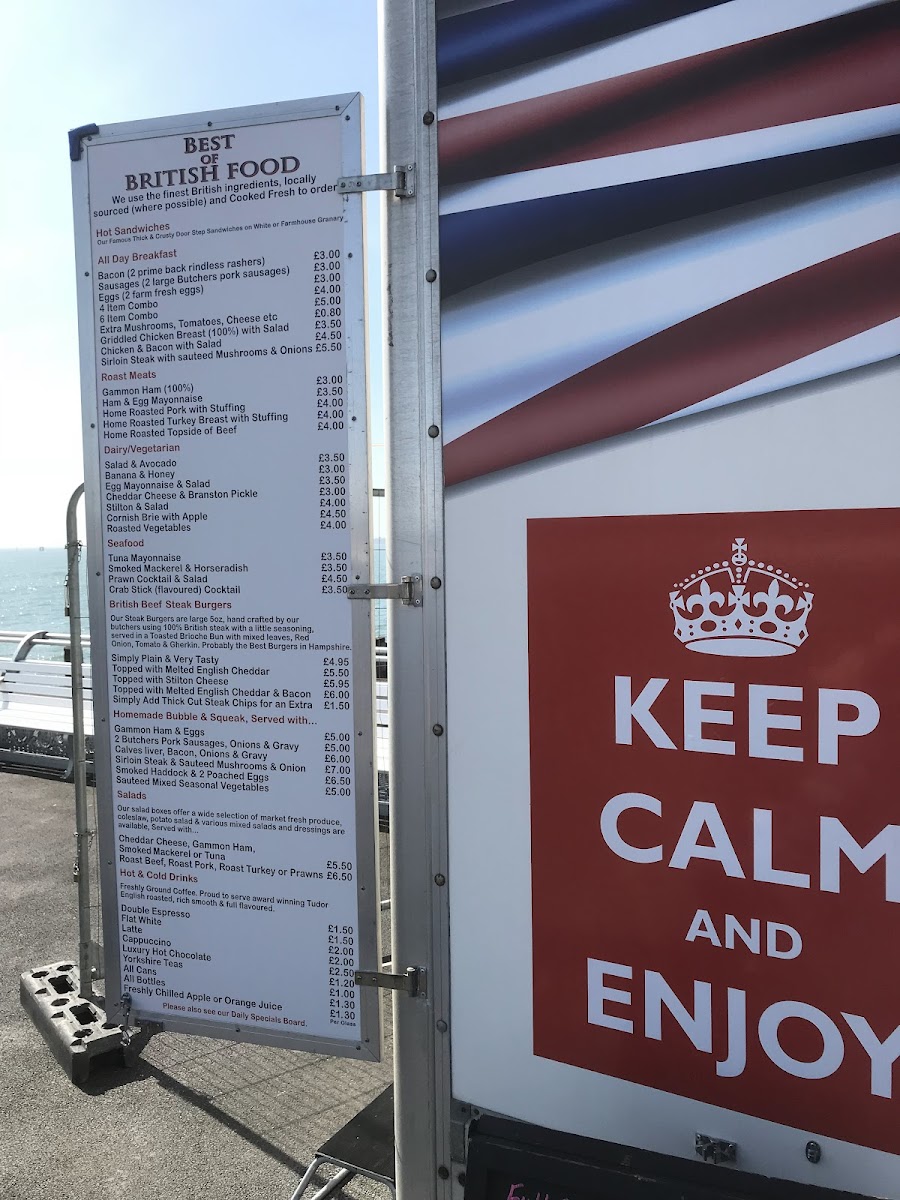 BEST
OF
BRITISH FOOD
We use the finest British ingredients, locally
sourced (where possible) and Cooked Fresh to order
Hot Sandwiches
Our Famous Thick & Crusty Door Step Sandwiches on White or Farmhouse Granary
All Day Breakfast
Bacon (2 prime back rindless rashers) £3.00
Sausages (2 large Butchers pork sausages) £3.00
Eggs (2 farm fresh eggs) £3.00
4 Item Combo £4.00
6 Item Combo £5.00
Extra Mushrooms, Tomatoes, Cheese etc £0.80
Griddled Chicken Breast (100%) with Salad £3.50
Chicken & Bacon with Salad £4.50
Sirloin Steak with sauteed Mushrooms & Onions £5.50
Roast Meats
Gammon Ham (100%) £3.00
Ham & Egg Mayonnaise £3.50
Home Roasted Pork with Stuffing £4.00
Home Roasted Turkey Breast with Stuffing £4.00
Home Roasted Topside of Beef £4.00
Dairy/Vegetarian
Salad & Avocado £3.50
Banana & Honey £3.00
Egg Mayonnaise & Salad £3.50
Cheddar Cheese & Branston Pickle £3.00
Stilton & Salad £4.00
Cornish Brie with Apple £4.50
Roasted Vegetables £4.00
Seafood
Tuna Mayonnaise £3.50
Smoked Mackerel & Horseradish £3.50
Prawn Cocktail & Salad £4.50
Crab Stick (flavoured) Cocktail £3.50
British Beef Steak Burgers
Our Steak Burgers are large 5oz, hand crafted by our
butchers using 100% British steak with a little seasoning,
served in a Toasted Brioche Bun with mixed leaves, Red
Onion, Tomato & Gherkin. Probably the Best Burgers in Hampshire.
Simply Plain & Very Tasty £4.95
Topped with Melted English Cheddar £5.50
Topped with Stilton Cheese £5.95
Topped with Melted English Cheddar & Bacon £6.00
Simply Add Thick Cut Steak Chips for an Extra £1.50
Homemade Bubble & Squeak, Served with...
Gammon Ham & Eggs £5.00
2 Butchers Pork Sausages, Onions & Gravy £5.00
Calves liver, Bacon, Onions & Gravy £6.00
Sirloin Steak & Sauteed Mushrooms & Onion £7.00
Smoked Haddock & 2 Poached Eggs £6.50
Sauteed Mixed Seasonal Vegetables £5.00
Salads
Our salad boxes offer a wide selection of market fresh produce,
coleslaw, potato salad & various mixed salads and dressings are
available, Served with...
Cheddar Cheese, Gammon Ham,
Smoked Mackerel or Tuna £5.50
Roast Beef, Roast Pork, Roast Turkey or Prawns £6.50
Hot & Cold Drinks
Freshly Ground Coffee. Proud to serve award winning Tudor
English roasted, rich smooth & full flavoured.
Double Espresso £1.50
Flat White £1.50
Latte £2.00
Cappuccino £2.00
Luxury Hot Chocolate £2.50
Yorkshire Teas £1.20
All Cans £1.00
All Bottles £1.30
Freshly Chilled Apple or Orange Juice £1.30
Per Glass
Please also see our Daily Specials Board.
KEEP
CALM
AND
ENJOY